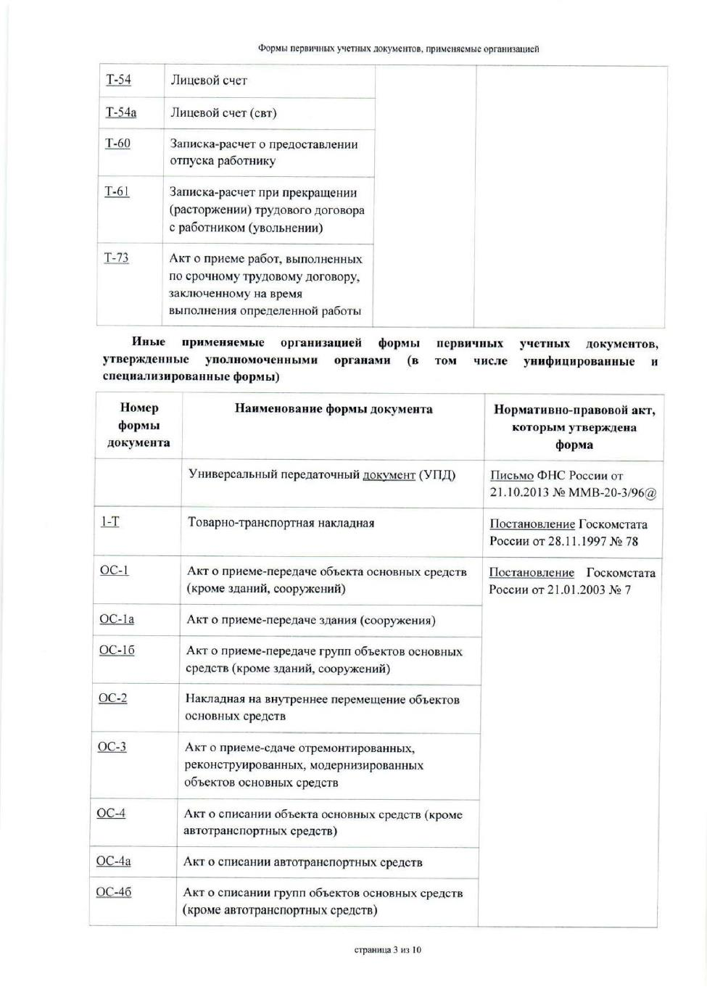 Формы первичных учетных документов, применяемые организацией
Т-54
Лицевой счет
Т-54а
Лицевой счет (свт)
Т-60
Записка-расчет о предоставлении
отпуска работнику
Т-61
Записка-расчет при прекращении
(расторжении) трудового договора
с работником (увольнении)
Т-73
Акт о приеме работ, выполненных
по срочному трудовому договору,
заключенному на время
выполнения определенной работы
Иные применяемые организацией формы первичных учетных документов,
утвержденные уполномоченными органами (в том числе унифицированные и
специализированные формы)
Номер
формы
документа
Наименование формы документа
Нормативно-правовой акт,
которым утверждена
форма
Универсальный передаточный документ (УПД)
Письмо ФНС России от
21.10.2013 № ММВ-20-3/96@
1-Т
Товарно-транспортная накладная
Постановление Госкомстата
России от 28.11.1997 № 78
ОС-1
Акт о приеме-передаче объекта основных средств
(кроме зданий, сооружений)
Постановление Госкомстата
России от 21.01.2003 № 7
ОС-1а
Акт о приеме-передаче здания (сооружения)
ОС-1б
Акт о приеме-передаче групп объектов основных
средств (кроме зданий, сооружений)
ОС-2
Накладная на внутреннее перемещение объектов
основных средств
ОС-3
Акт о приеме-сдаче отремонтированных,
реконструированных, модернизированных
объектов основных средств
ОС-4
Акт о списании объекта основных средств (кроме
автотранспортных средств)
ОС-4а
Акт о списании автотранспортных средств
ОС-4б
Акт о списании групп объектов основных средств
(кроме автотранспортных средств)
страница 3 из 10